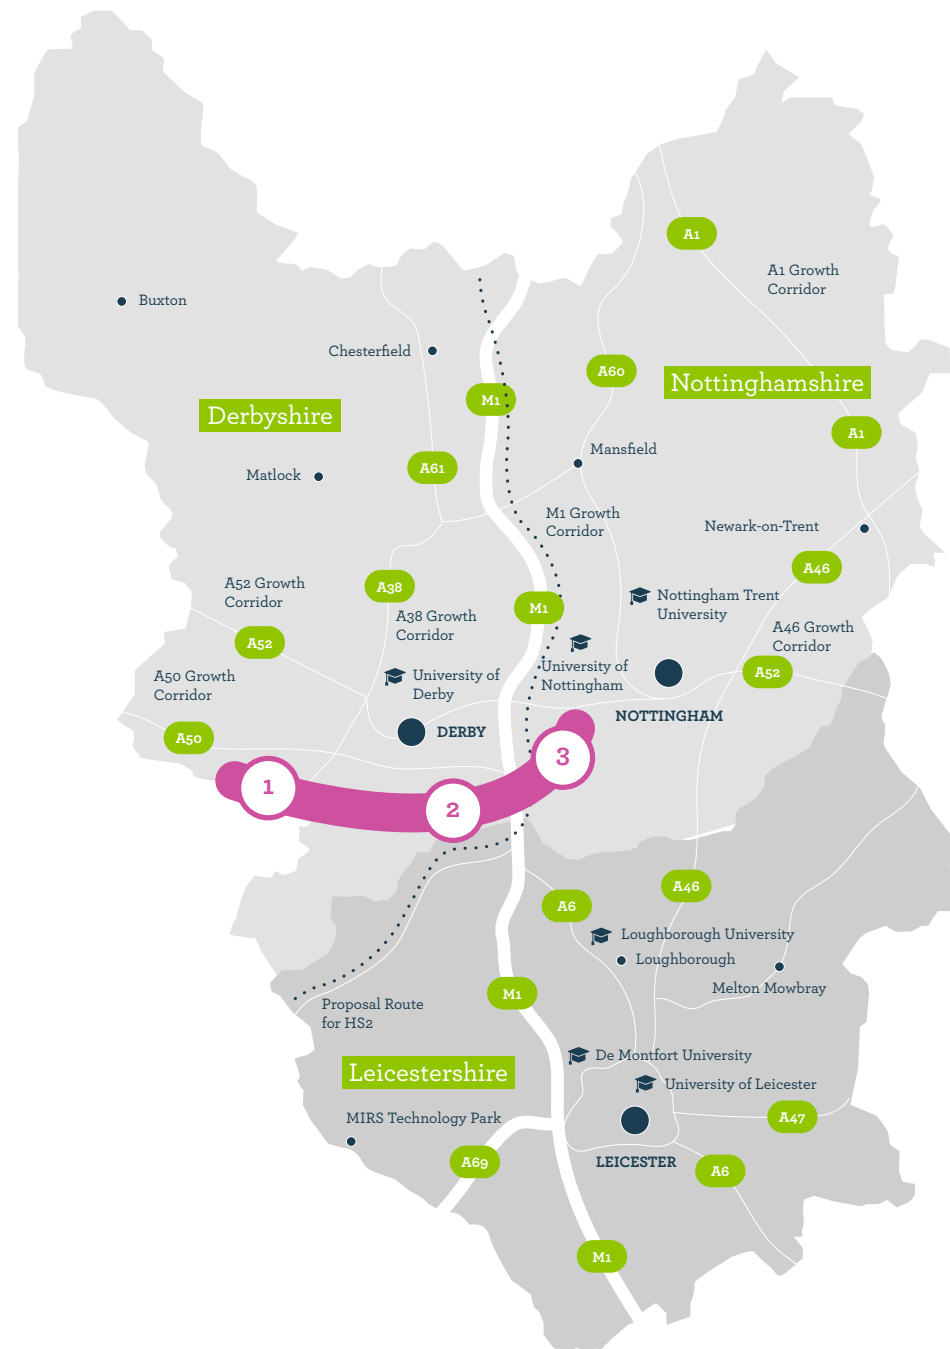 A1
A1 Growth
Corridor
Buxton
Chesterfield
A60
Nottinghamshire
M1
Derbyshire
A1
Mansfield
A61
Matlock
M1 Growth
Corridor
Newark-on-Trent
A46
A52 Growth
Corridor
A38
Nottingham Trent
University
M1
A38 Growth
Corridor
A46 Growth
Corridor
A52
University of
Nottingham
A52
A50 Growth
Corridor
University of
Derby
NOTTINGHAM
DERBY
A50
3
1
2
A46
A6
Loughborough University
Loughborough
Melton Mowbray
M1
Proposal Route
for HS2
De Montfort University
Leicestershire
University of Leicester
MIRS Technology Park
A47
A69
LEICESTER
A6
M1